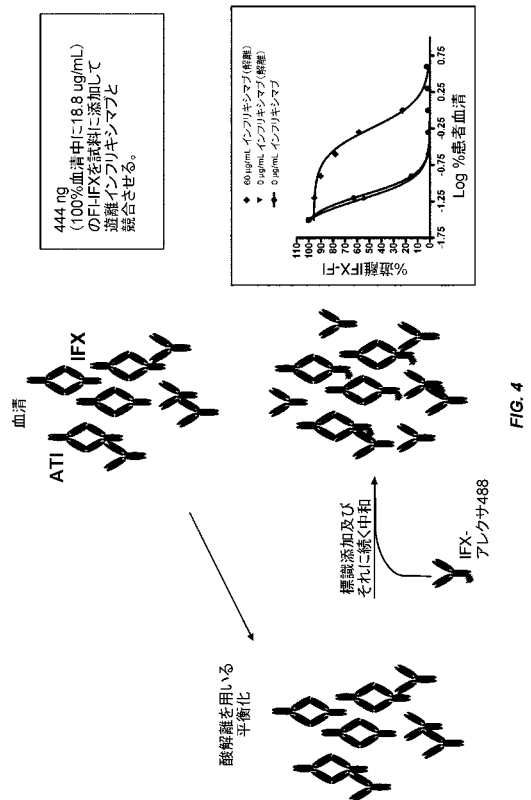 血清
ATI
IFX
444 ng
(100%血清中に18.8 ug/mL)
のFI-IFXを試料に添加して
遊離インフリキシマブと
競合させる。
酸解離を用いる
平衡化
標識添加及び
それに続く中和
IFX-
アレクサ488
60 μg/mL インフリキシマブ(解離)
0 μg/mL インフリキシマブ(解離)
0 μg/mL インフリキシマブ
%遊離IFX-FI
110
100
90
80
70
60
50
40
30
20
10
0
-1.75
-1.25
-0.75
-0.25
0.25
0.75
Log %患者血清
FIG. 4